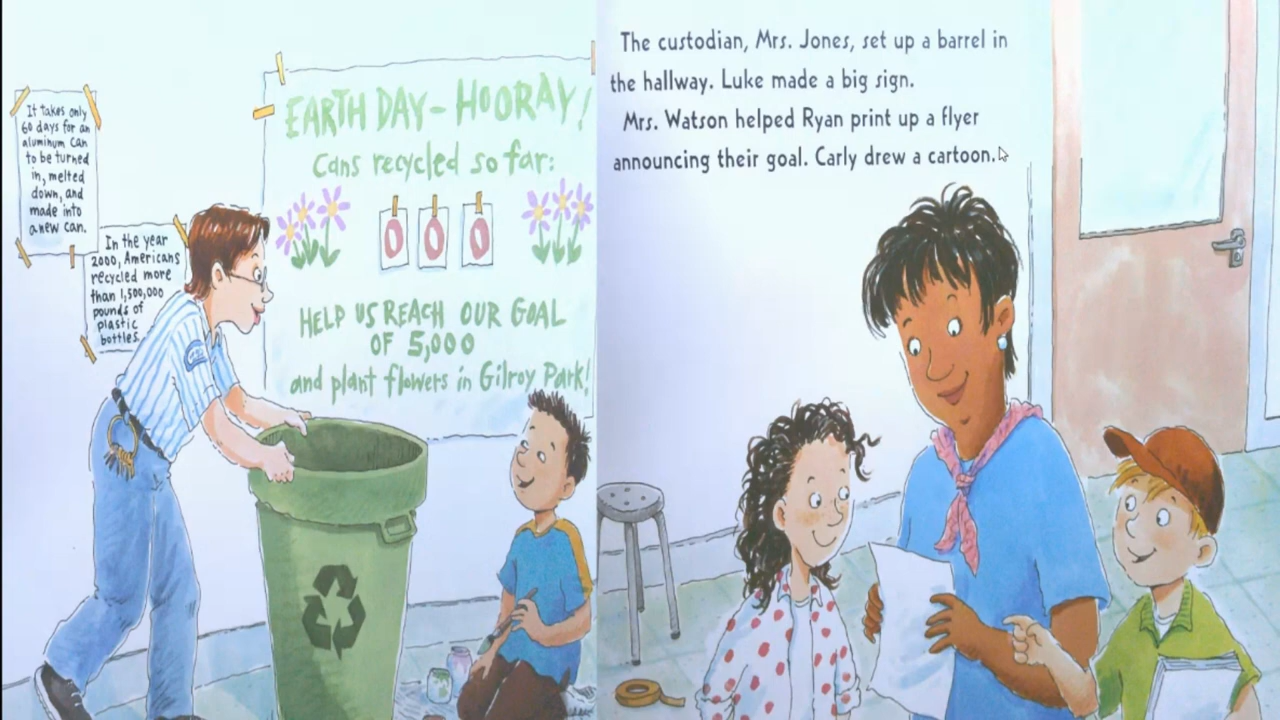 It takes only
60 days for an
aluminum can
to be turned
in, melted
down, and
made into
a new can.
In the year
2000, Americans
recycled more
than 1,500,000
pounds of
plastic
bottles.
EARTH DAY – HOORAY!
Cans recycled so far:
0 0 0
HELP US REACH OUR GOAL
OF 5,000
and plant flowers in Gilroy Park!
The custodian, Mrs. Jones, set up a barrel in
the hallway. Luke made a big sign.
Mrs. Watson helped Ryan print up a flyer
announcing their goal. Carly drew a cartoon.